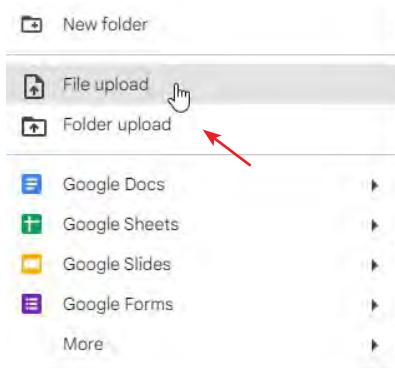 New folder
File upload
Folder upload
Google Docs
Google Sheets
Google Slides
Google Forms
More